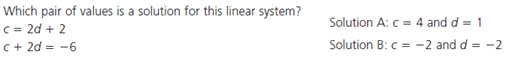 Which pair of values is a solution for this linear system?
c = 2d + 2
c + 2d = −6
Solution A: c = 4 and d = 1
Solution B: c = −2 and d = −2